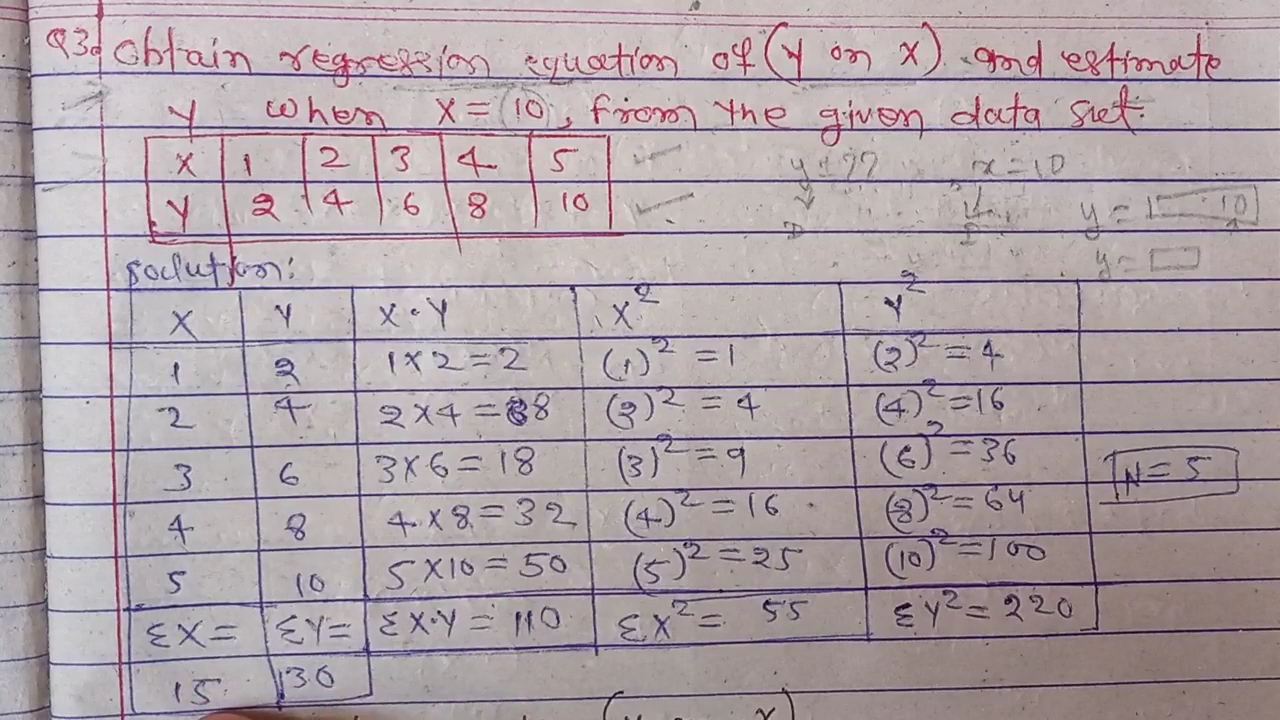 Q3. Obtain regression equation of (Y on X) and estimate
Y when X = 10, from the given data set.
X 1 2 3 4 5
Y 2 4 6 8 10
y = ?? x = 10
D
y = 10
y =
solution:
X Y X·Y X² Y²
1 2 1×2=2 (1)² = 1 (2)² = 4
2 4 2×4=8 (2)² = 4 (4)² = 16
3 6 3×6=18 (3)² = 9 (6)² = 36
N = 5
4 8 4×8=32 (4)² = 16 (8)² = 64
5 10 5×10=50 (5)² = 25 (10)² = 100
ΣX= ΣY= ΣX·Y = 110 ΣX² = 55 ΣY² = 220
15 30